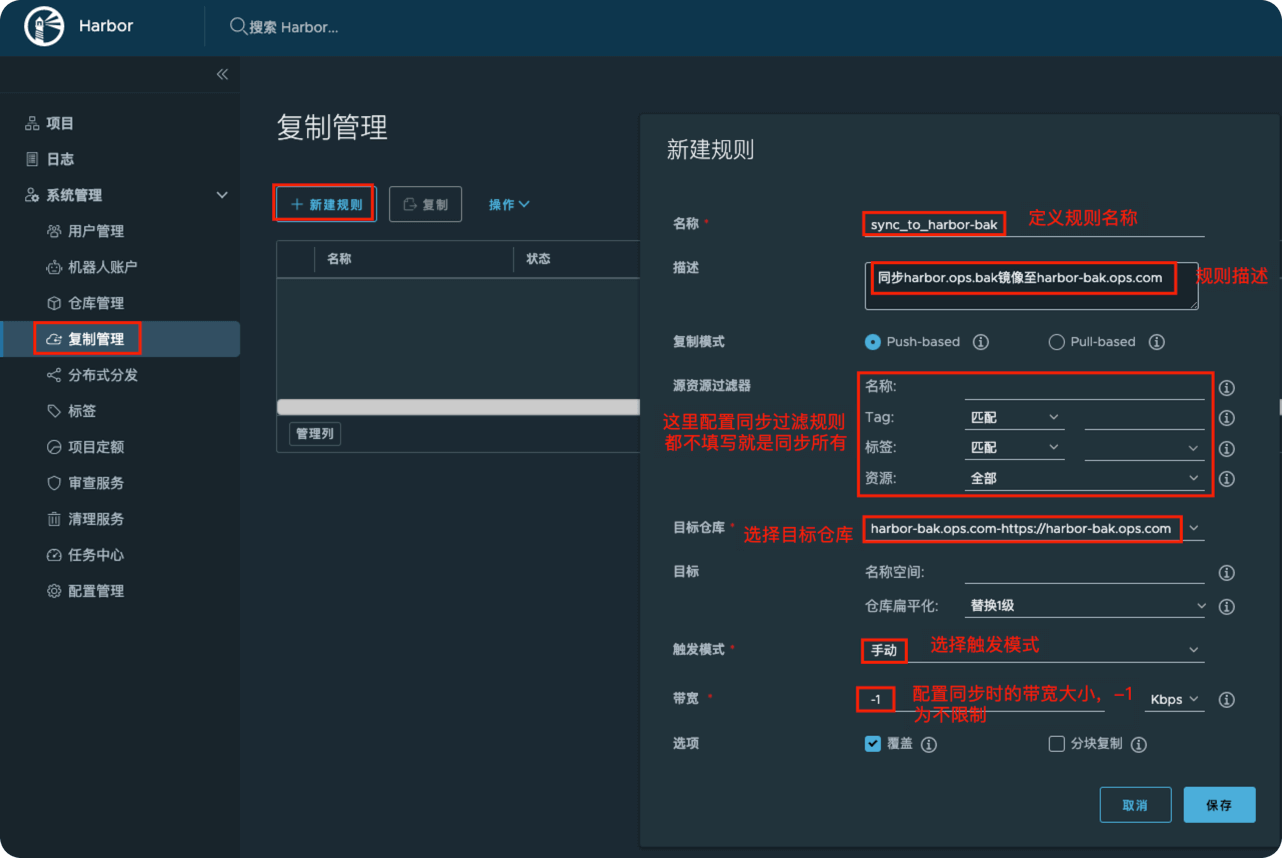 Harbor
搜索 Harbor...
项目
日志
系统管理
用户管理
机器人账户
仓库管理
复制管理
分布式分发
标签
项目定额
审查服务
清理服务
任务中心
配置管理
复制管理
新建规则
复制
操作
名称
状态
管理列
新建规则
名称 *
sync_to_harbor-bak
定义规则名称
描述
同步harbor.ops.bak镜像至harbor-bak.ops.com
规则描述
复制模式
Push-based
Pull-based
源资源过滤器
这里配置同步过滤规则
都不填写就是同步所有
名称:
Tag: 匹配
标签: 匹配
资源: 全部
目标仓库 *
选择目标仓库
harbor-bak.ops.com-https://harbor-bak.ops.com
目标
名称空间:
仓库扁平化: 替换1级
触发模式 *
手动
选择触发模式
带宽 *
-1
配置同步时的带宽大小，-1
为不限制
Kbps
选项
覆盖
分块复制
取消
保存